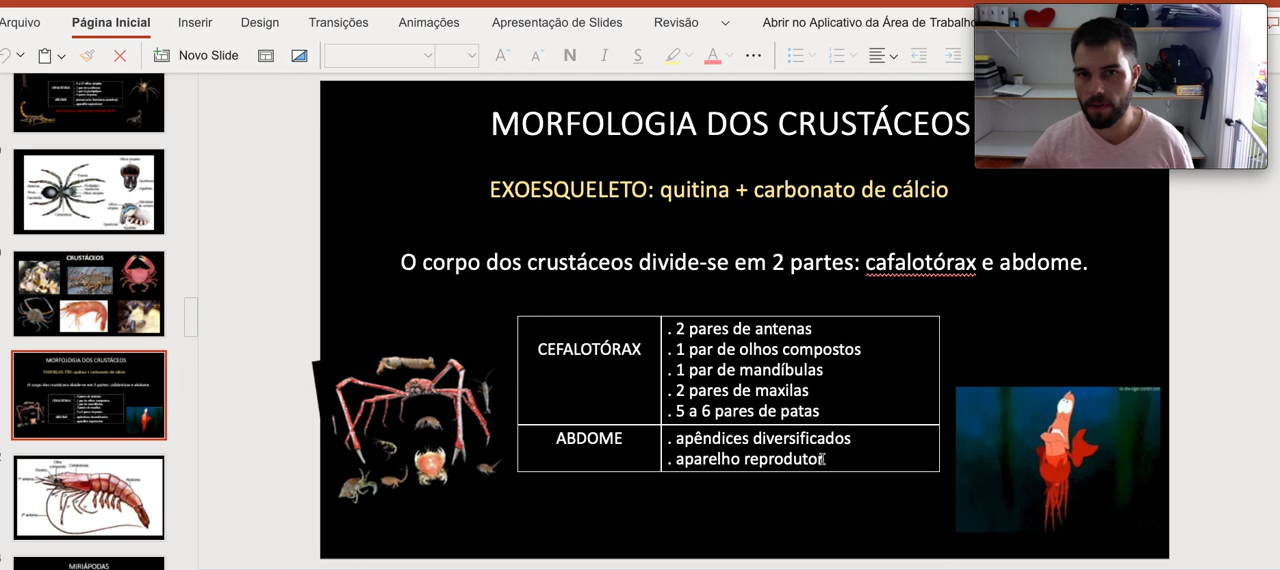 Arquivo Página Inicial Inserir Design Transições Animações Apresentação de Slides Revisão Abrir no Aplicativo da Área de Trabalho
Novo Slide N I S A
CRUSTÁCEOS
MORFOLOGIA DOS CRUSTÁCEOS
MIRIÁPODAS
MORFOLOGIA DOS CRUSTÁCEOS
EXOESQUELETO: quitina + carbonato de cálcio
O corpo dos crustáceos divide-se em 2 partes: cafalotórax e abdome.
CEFALOTÓRAX
. 2 pares de antenas
. 1 par de olhos compostos
. 1 par de mandíbulas
. 2 pares de maxilas
. 5 a 6 pares de patas
ABDOME
. apêndices diversificados
. aparelho reprodutor